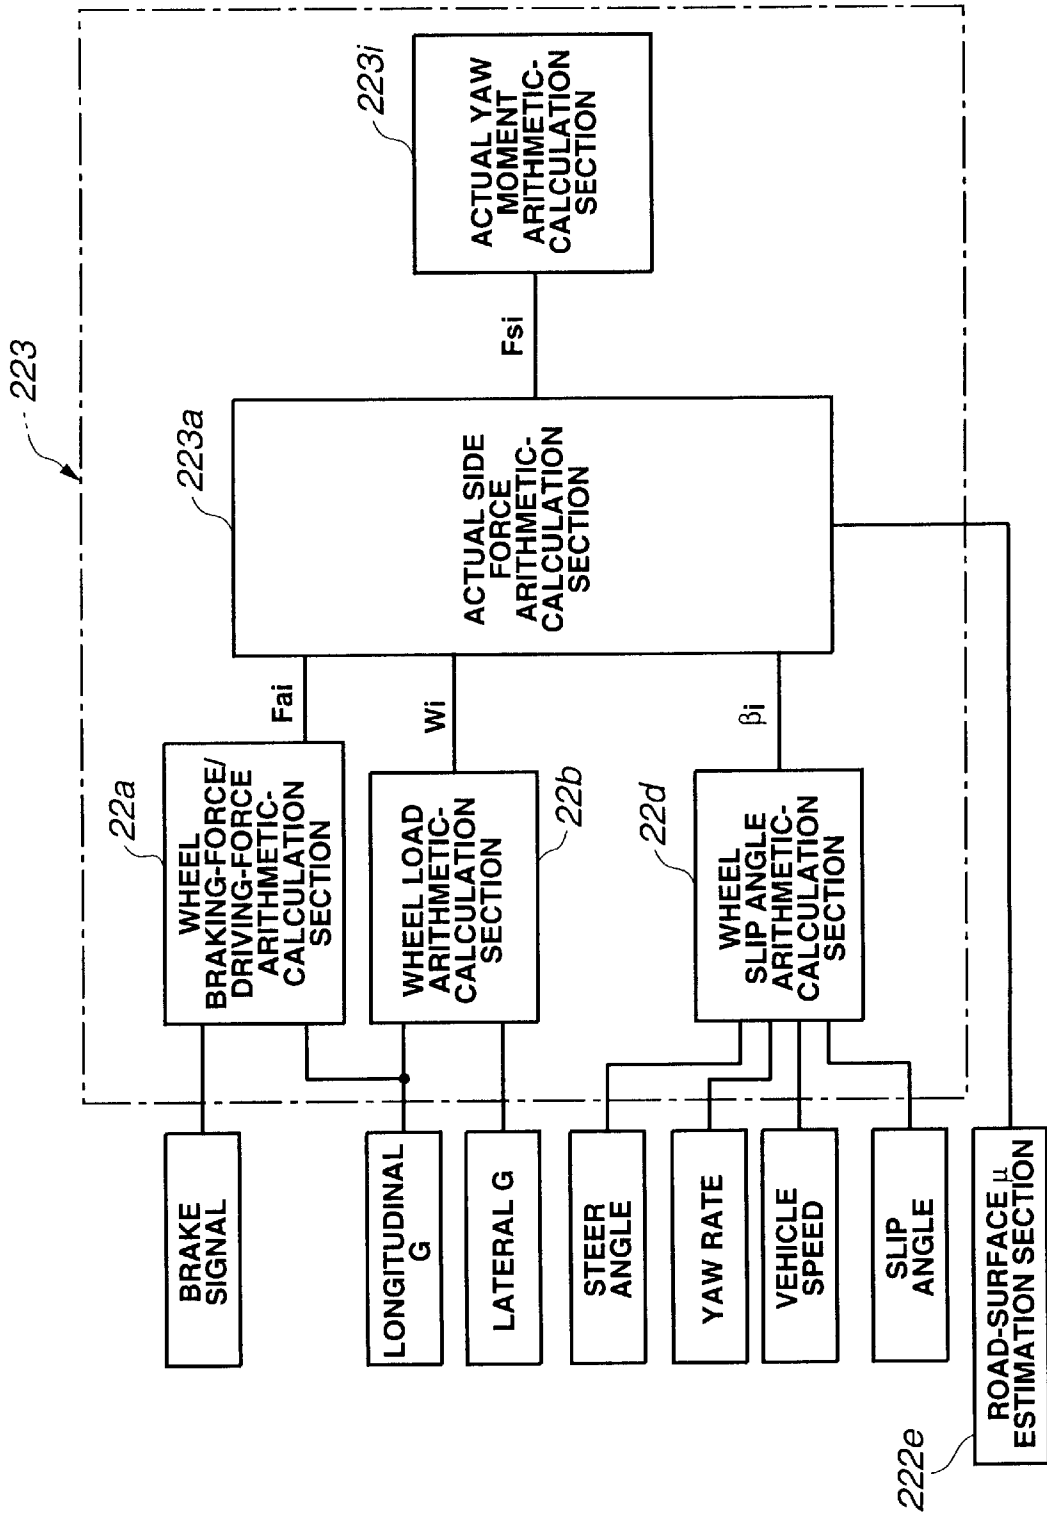 223
BRAKE
SIGNAL
LONGITUDINAL
G
LATERAL G
STEER
ANGLE
YAW RATE
VEHICLE
SPEED
SLIP
ANGLE
ROAD-SURFACE μ
ESTIMATION SECTION
222e
22a
WHEEL
BRAKING-FORCE/
DRIVING-FORCE
ARITHMETIC-
CALCULATION
SECTION
WHEEL LOAD
ARITHMETIC-
CALCULATION
SECTION
22b
22d
WHEEL
SLIP ANGLE
ARITHMETIC-
CALCULATION
SECTION
Fai
Wi
βi
223a
ACTUAL SIDE
FORCE
ARITHMETIC-
CALCULATION
SECTION
Fsi
223i
ACTUAL YAW
MOMENT
ARITHMETIC-
CALCULATION
SECTION